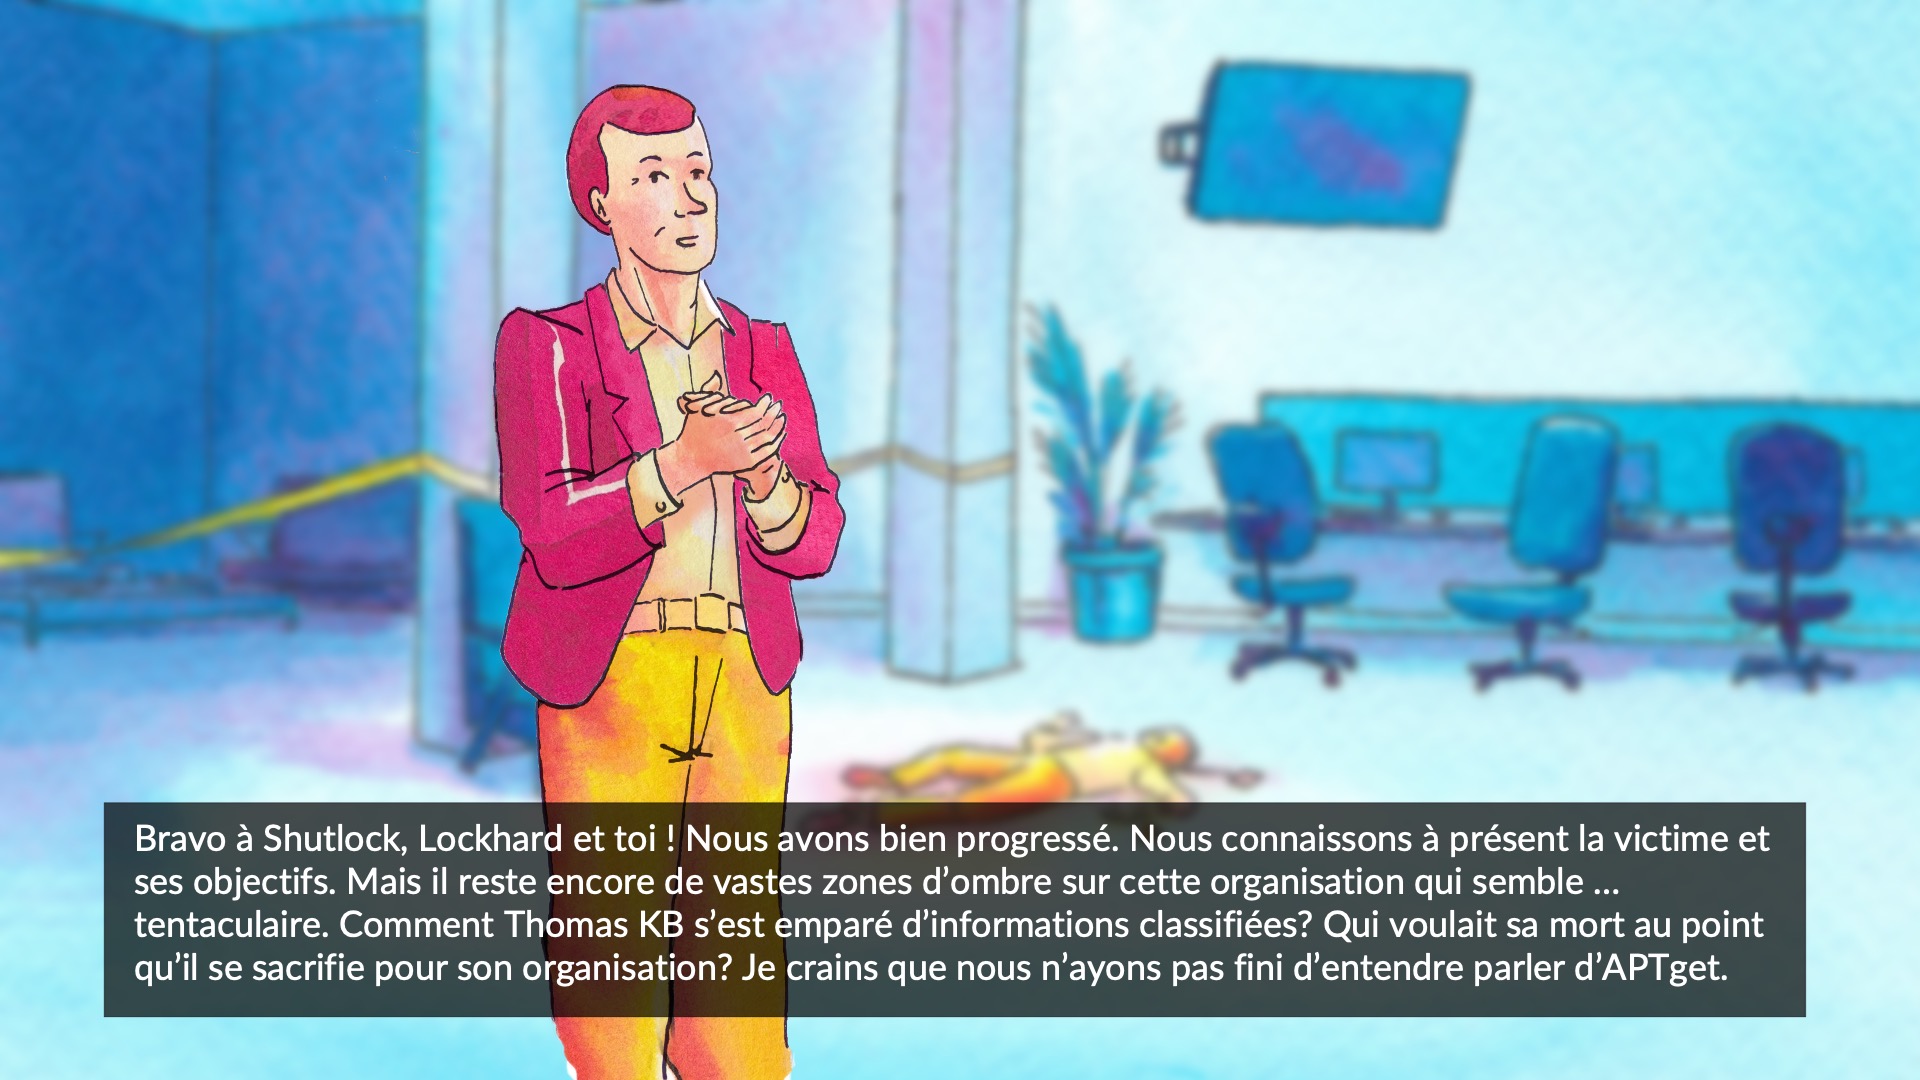 Bravo à Shutlock, Lockhard et toi ! Nous avons bien progressé. Nous connaissons à présent la victime et
ses objectifs. Mais il reste encore de vastes zones d’ombre sur cette organisation qui semble ...
tentaculaire. Comment Thomas KB s’est emparé d’informations classifiées? Qui voulait sa mort au point
qu’il se sacrifie pour son organisation? Je crains que nous n’ayons pas fini d’entendre parler d’APTget.